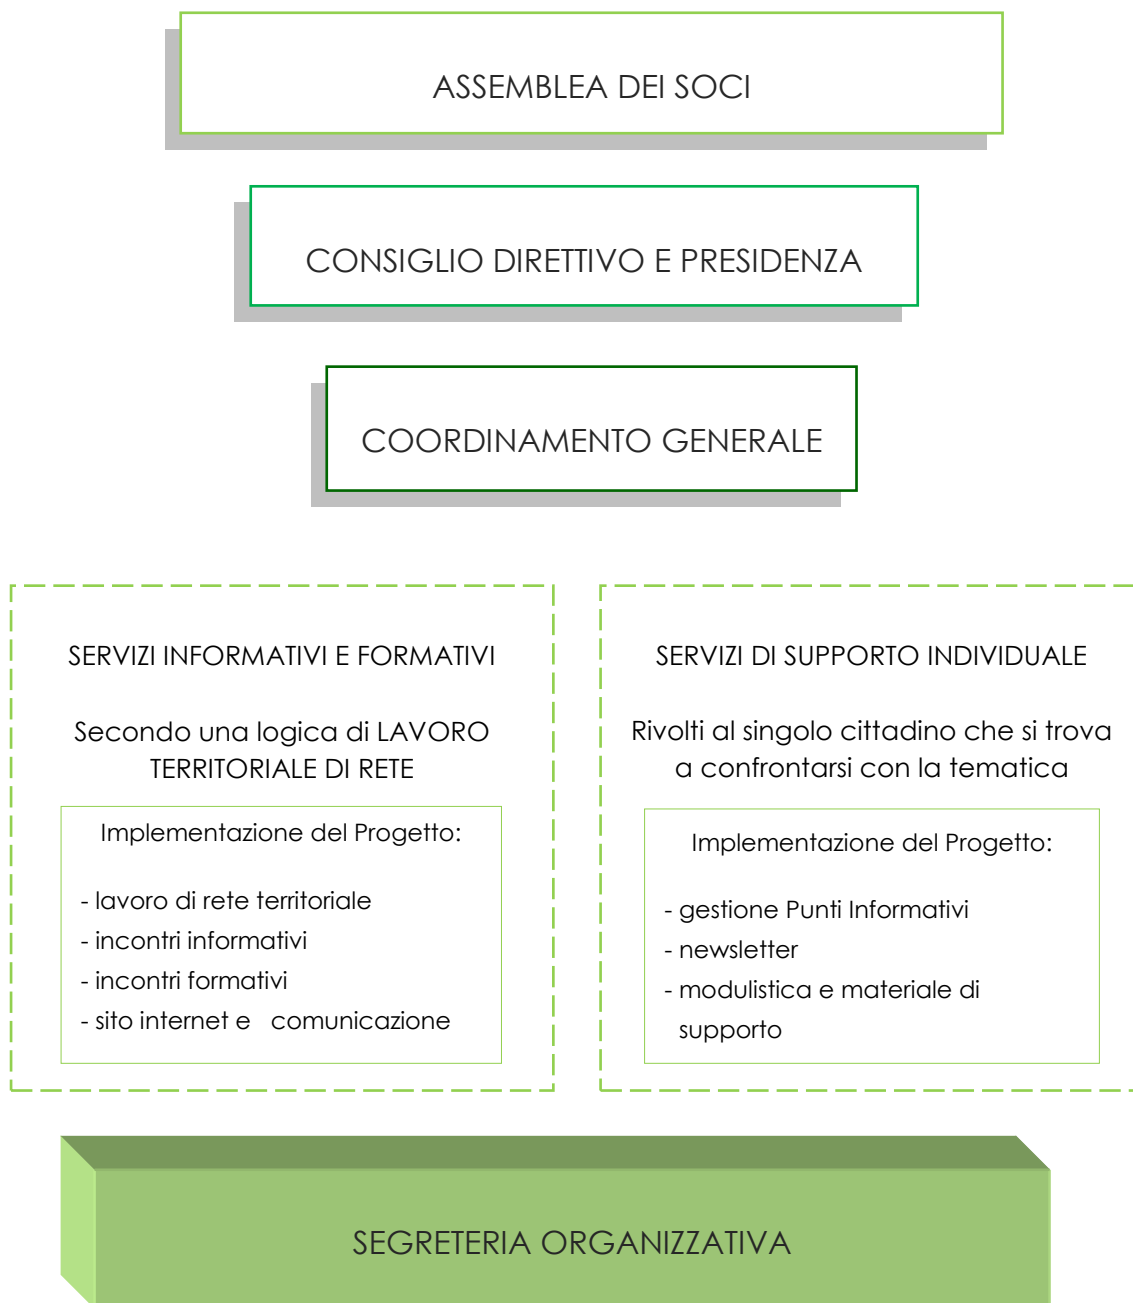 ASSEMBLEA DEI SOCI
CONSIGLIO DIRETTIVO E PRESIDENZA
COORDINAMENTO GENERALE
SERVIZI INFORMATIVI E FORMATIVI
Secondo una logica di LAVORO
TERRITORIALE DI RETE
Implementazione del Progetto:
- lavoro di rete territoriale
- incontri informativi
- incontri formativi
- sito internet e comunicazione
SERVIZI DI SUPPORTO INDIVIDUALE
Rivolti al singolo cittadino che si trova
a confrontarsi con la tematica
Implementazione del Progetto:
- gestione Punti Informativi
- newsletter
- modulistica e materiale di
supporto
SEGRETERIA ORGANIZZATIVA